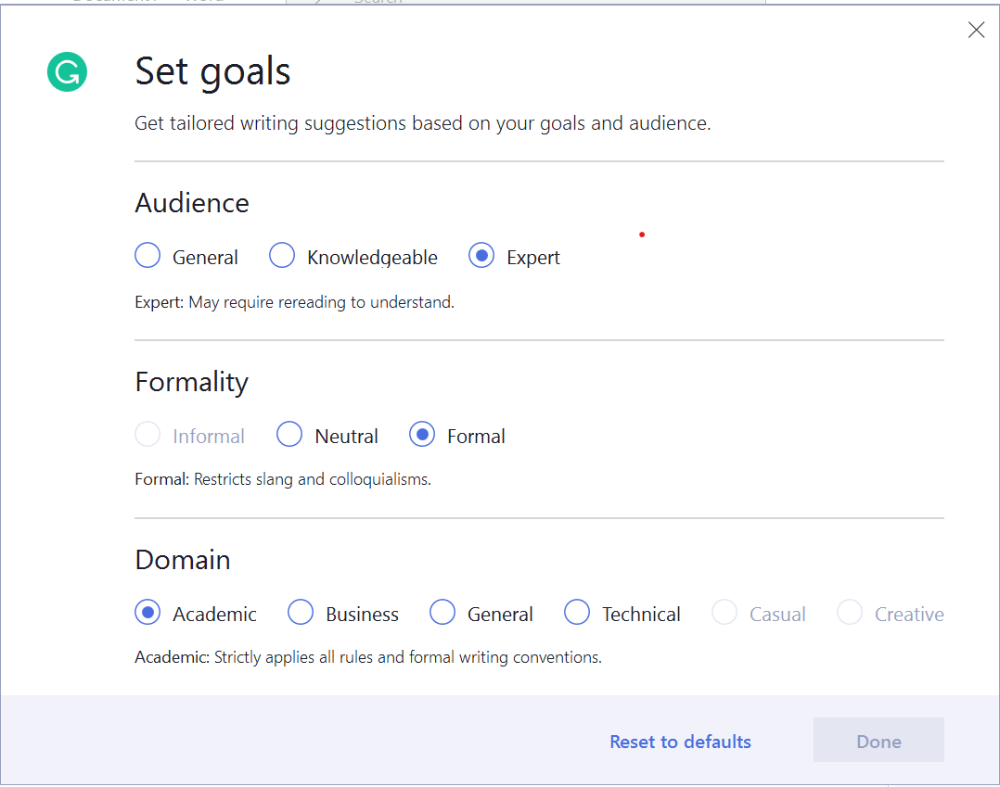 Search
Set goals
Get tailored writing suggestions based on your goals and audience.
Audience
General Knowledgeable Expert
Expert: May require rereading to understand.
Formality
Informal Neutral Formal
Formal: Restricts slang and colloquialisms.
Domain
Academic Business General Technical Casual Creative
Academic: Strictly applies all rules and formal writing conventions.
Reset to defaults Done